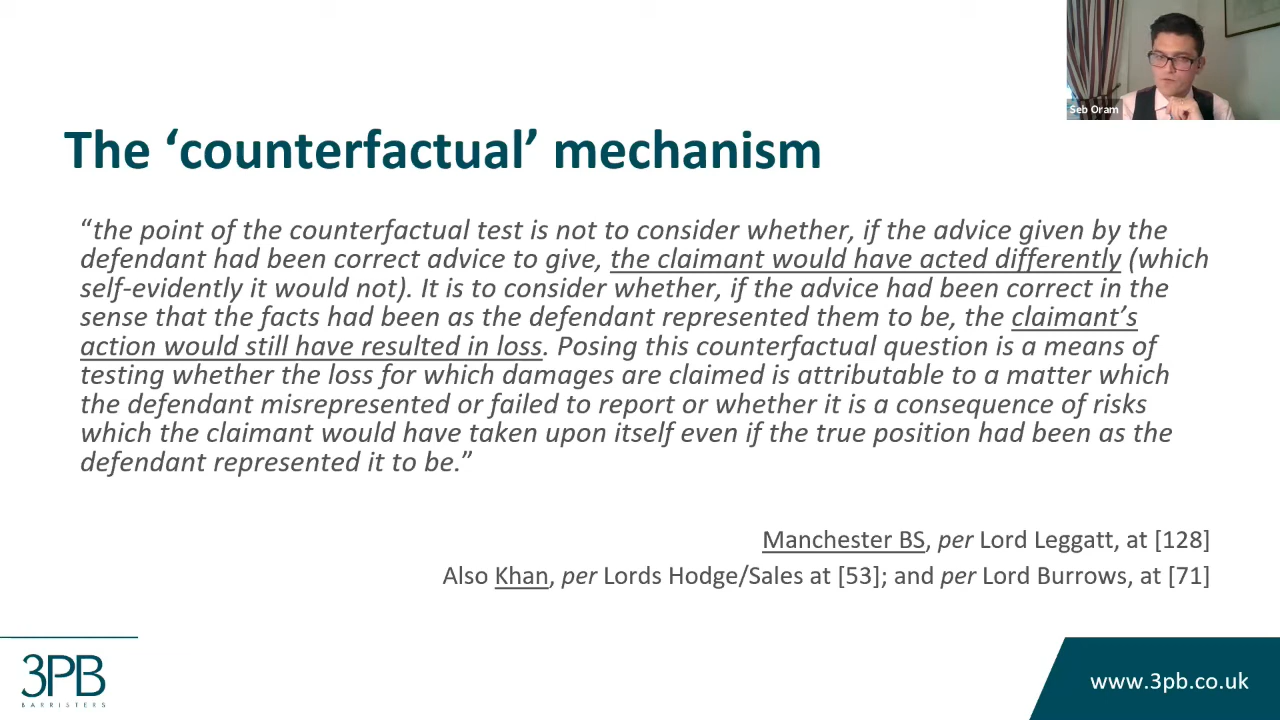 Seb Oram
The ‘counterfactual’ mechanism
“the point of the counterfactual test is not to consider whether, if the advice given by the
defendant had been correct advice to give, the claimant would have acted differently (which
self-evidently it would not). It is to consider whether, if the advice had been correct in the
sense that the facts had been as the defendant represented them to be, the claimant’s
action would still have resulted in loss. Posing this counterfactual question is a means of
testing whether the loss for which damages are claimed is attributable to a matter which
the defendant misrepresented or failed to report or whether it is a consequence of risks
which the claimant would have taken upon itself even if the true position had been as the
defendant represented it to be.”
Manchester BS, per Lord Leggatt, at [128]
Also Khan, per Lords Hodge/Sales at [53]; and per Lord Burrows, at [71]
3PB
BARRISTERS
www.3pb.co.uk